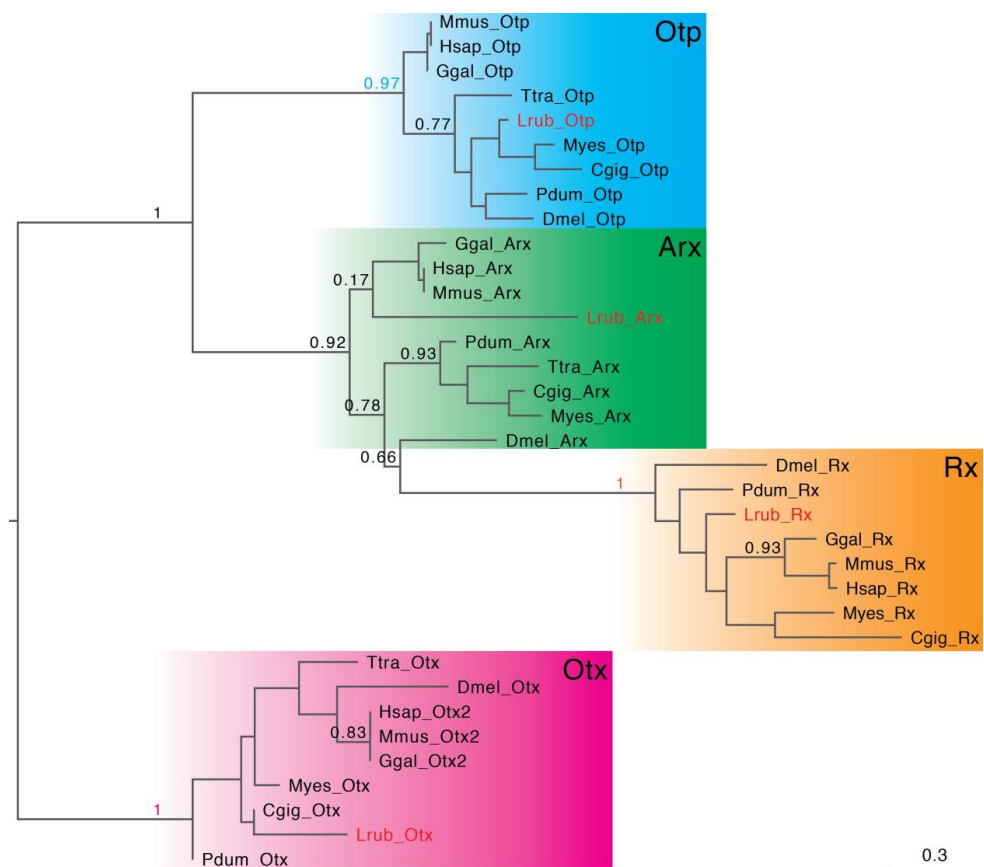 Otp
Mmus_Otp
Hsap_Otp
Ggal_Otp
0.97
Ttra_Otp
0.77
Lrub_Otp
Myes_Otp
Cgig_Otp
Pdum_Otp
Dmel_Otp
1
Arx
Ggal_Arx
Hsap_Arx
0.17
Mmus_Arx
Lrub_Arx
0.92
Pdum_Arx
0.93
Ttra_Arx
Cgig_Arx
0.78
Myes_Arx
Dmel_Arx
0.66
Rx
Dmel_Rx
1
Pdum_Rx
Lrub_Rx
Ggal_Rx
0.93
Mmus_Rx
Hsap_Rx
Myes_Rx
Cgig_Rx
Otx
Ttra_Otx
Dmel_Otx
Hsap_Otx2
0.83
Mmus_Otx2
Ggal_Otx2
Myes_Otx
1
Cgig_Otx
Lrub_Otx
Pdum_Otx
0.3